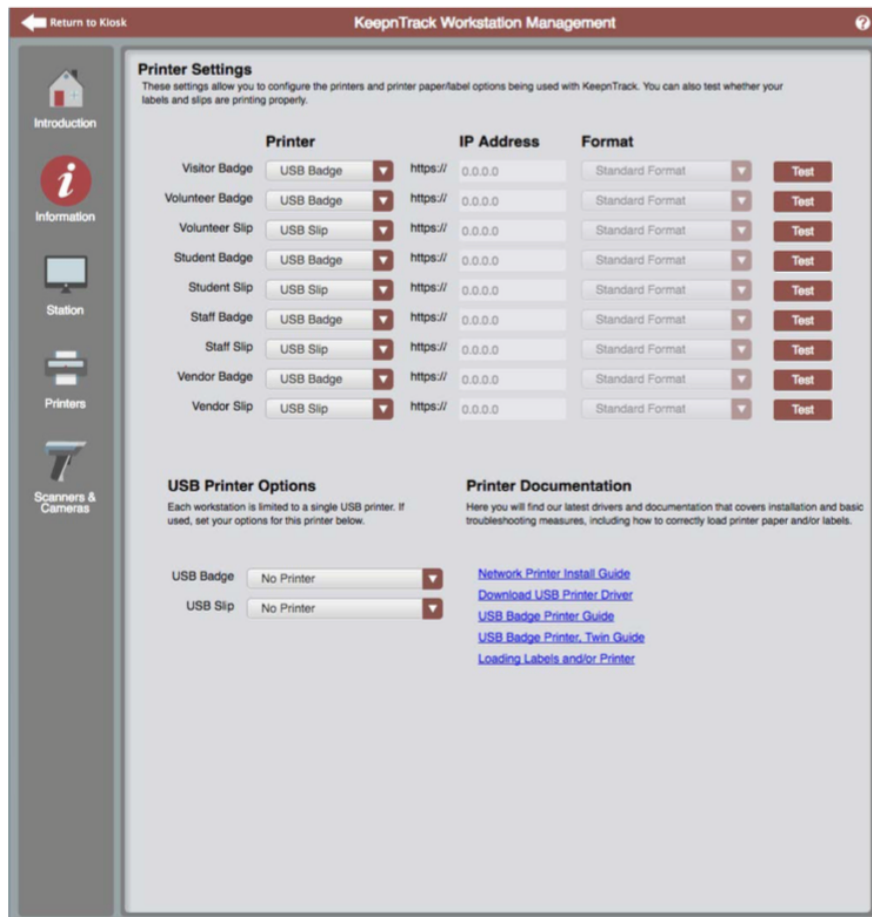 Return to Kiosk
KeepnTrack Workstation Management
?
Introduction
i
Information
Station
Printers
Scanners &
Cameras
Printer Settings
These settings allow you to configure the printers and printer paper/label options being used with KeepnTrack. You can also test whether your
labels and slips are printing properly.
Printer IP Address Format
Visitor Badge USB Badge https:// 0.0.0.0 Standard Format Test
Volunteer Badge USB Badge https:// 0.0.0.0 Standard Format Test
Volunteer Slip USB Slip https:// 0.0.0.0 Standard Format Test
Student Badge USB Badge https:// 0.0.0.0 Standard Format Test
Student Slip USB Slip https:// 0.0.0.0 Standard Format Test
Staff Badge USB Badge https:// 0.0.0.0 Standard Format Test
Staff Slip USB Slip https:// 0.0.0.0 Standard Format Test
Vendor Badge USB Badge https:// 0.0.0.0 Standard Format Test
Vendor Slip USB Slip https:// 0.0.0.0 Standard Format Test
USB Printer Options
Each workstation is limited to a single USB printer. If
used, set your options for this printer below.
USB Badge No Printer
USB Slip No Printer
Printer Documentation
Here you will find our latest drivers and documentation that covers installation and basic
troubleshooting measures, including how to correctly load printer paper and/or labels.
Network Printer Install Guide
Download USB Printer Driver
USB Badge Printer Guide
USB Badge Printer, Twin Guide
Loading Labels and/or Printer